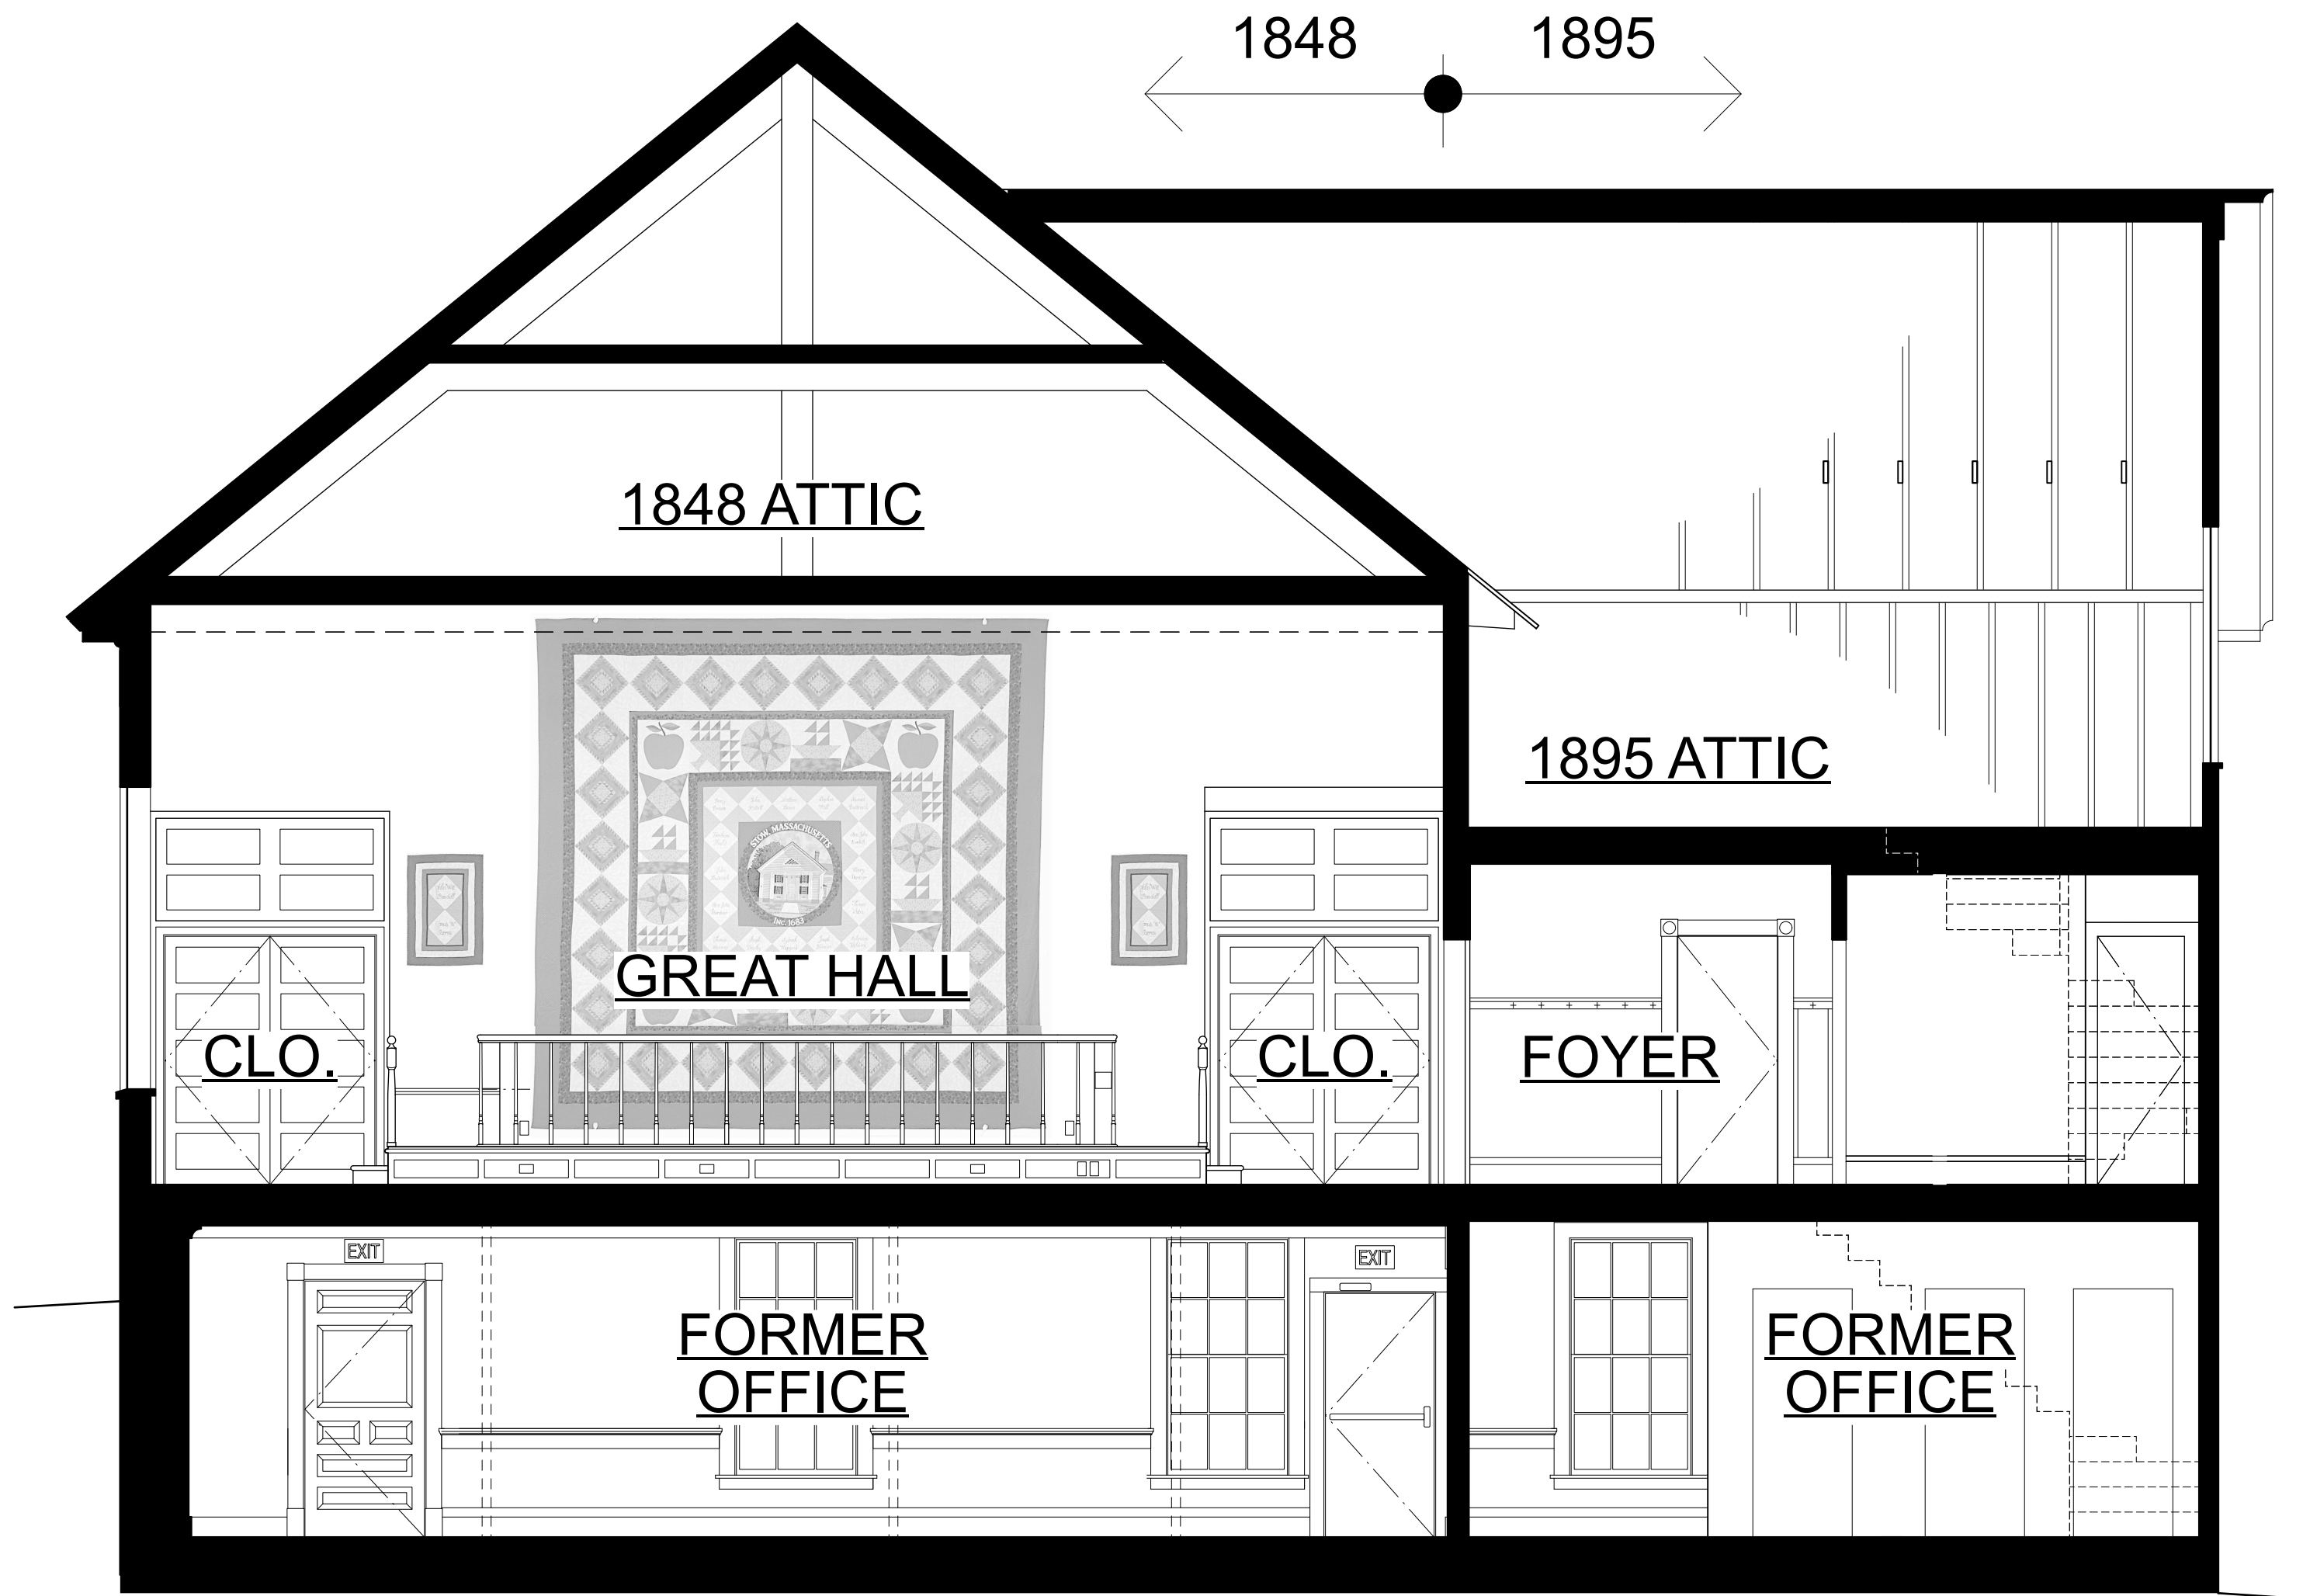 1848 1895
1848 ATTIC
1895 ATTIC
STOW, MASSACHUSETTS
INC. 1683
GREAT HALL
CLO.
CLO.
FOYER
EXIT
EXIT
FORMER
OFFICE
FORMER
OFFICE